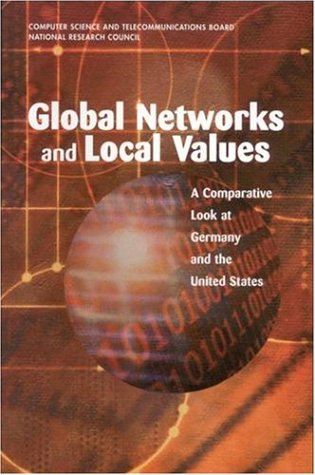 COMPUTER SCIENCE AND TELECOMMUNICATIONS BOARD
NATIONAL RESEARCH COUNCIL
Global Networks
and Local Values
A Comparative
Look at
Germany
and the
United States